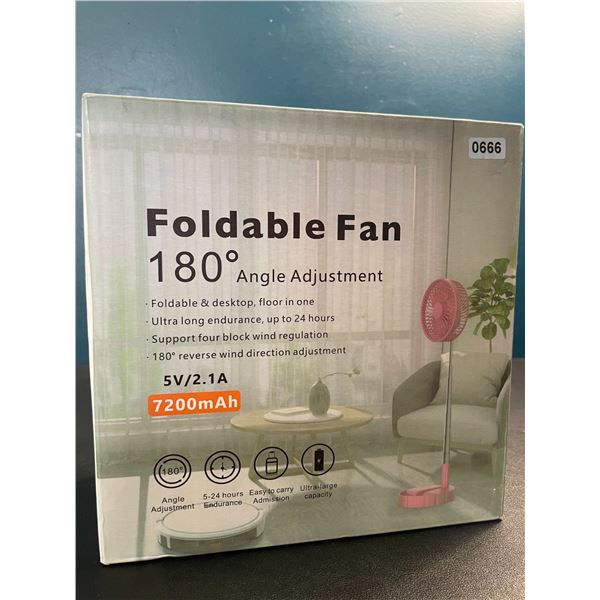 0666
Foldable Fan
180° Angle Adjustment
· Foldable & desktop, floor in one
· Ultra long endurance, up to 24 hours
· Support four block wind regulation
· 180° reverse wind direction adjustment
5V/2.1A
7200mAh
180°
Angle Adjustment
5-24 hours Endurance
Easy to carry Admission
Ultra-large capacity